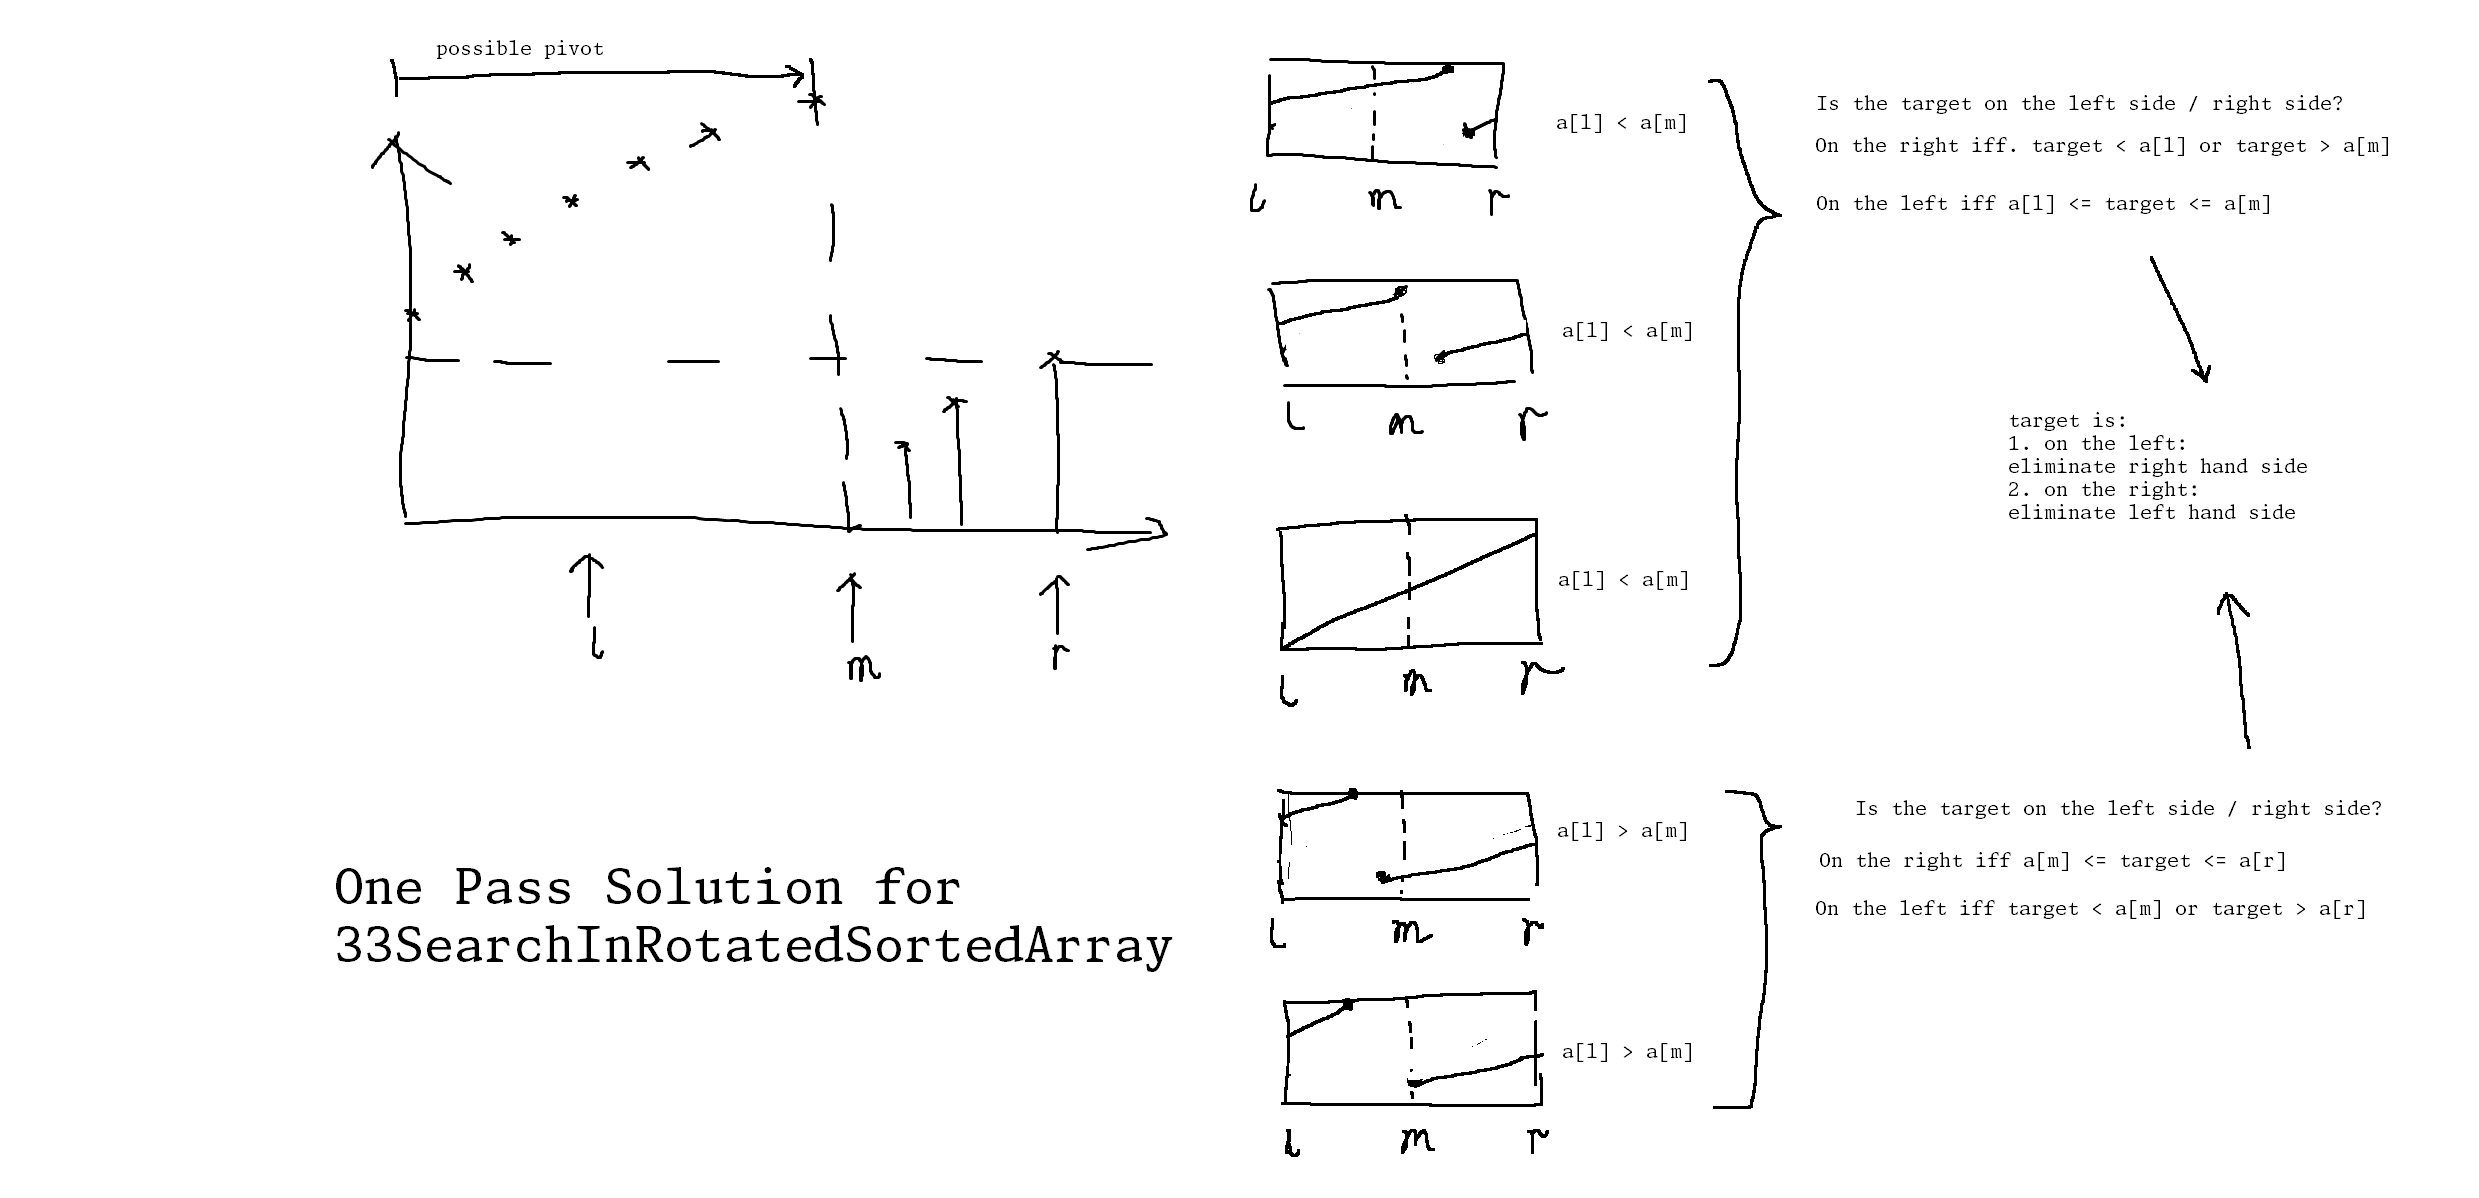 possible pivot
l
m
r
One Pass Solution for
33SearchInRotatedSortedArray
a[l] < a[m]
l m r
a[l] < a[m]
l m r
a[l] < a[m]
l m r
Is the target on the left side / right side?
On the right iff. target < a[l] or target > a[m]
On the left iff a[l] <= target <= a[m]
target is:
1. on the left:
eliminate right hand side
2. on the right:
eliminate left hand side
a[l] > a[m]
l m r
a[l] > a[m]
l m r
Is the target on the left side / right side?
On the right iff a[m] <= target <= a[r]
On the left iff target < a[m] or target > a[r]